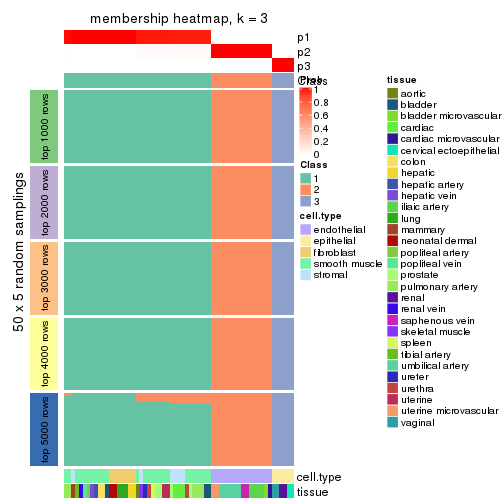 membership heatmap, k = 3
p1
p2
p3
Prob
Class
1
0.8
0.6
0.4
0.2
0
Class
1
2
3
cell.type
endothelial
epithelial
fibroblast
smooth muscle
stromal
tissue
aortic
bladder
bladder microvascular
cardiac
cardiac microvascular
cervical ectoepithelial
colon
hepatic
hepatic artery
hepatic vein
iliaic artery
lung
mammary
neonatal dermal
popliteal artery
popliteal vein
prostate
pulmonary artery
renal
renal vein
saphenous vein
skeletal muscle
spleen
tibial artery
umbilical artery
ureter
urethra
uterine
uterine microvascular
vaginal
50 x 5 random samplings
top 1000 rows
top 2000 rows
top 3000 rows
top 4000 rows
top 5000 rows
cell.type
tissue